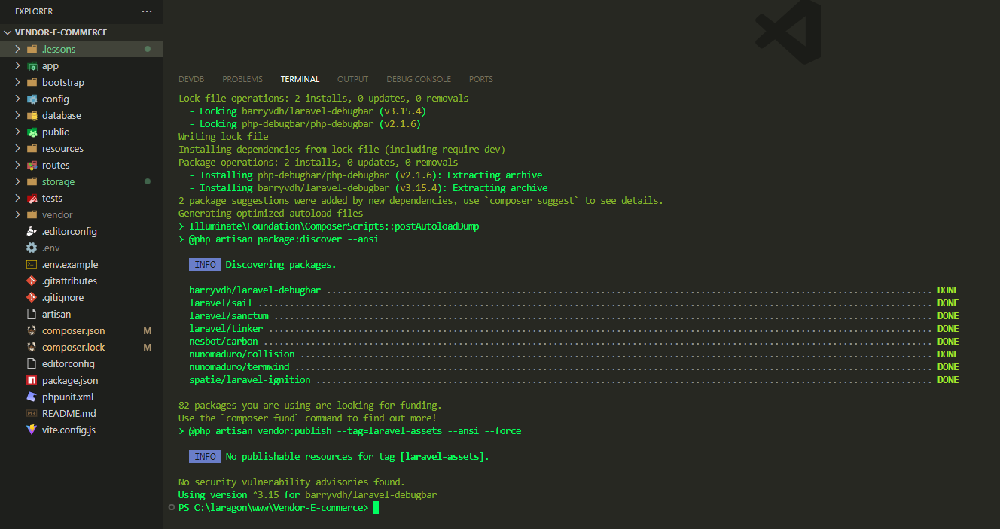 EXPLORER
VENDOR-E-COMMERCE
.lessons
app
bootstrap
config
database
public
resources
routes
storage
tests
vendor
.editorconfig
.env
.env.example
.gitattributes
.gitignore
artisan
composer.json M
composer.lock M
editorconfig
package.json
phpunit.xml
README.md
vite.config.js
DEVDB PROBLEMS TERMINAL OUTPUT DEBUG CONSOLE PORTS
Lock file operations: 2 installs, 0 updates, 0 removals
- Locking barryvdh/laravel-debugbar (v3.15.4)
- Locking php-debugbar/php-debugbar (v2.1.6)
Writing lock file
Installing dependencies from lock file (including require-dev)
Package operations: 2 installs, 0 updates, 0 removals
- Installing php-debugbar/php-debugbar (v2.1.6): Extracting archive
- Installing barryvdh/laravel-debugbar (v3.15.4): Extracting archive
2 package suggestions were added by new dependencies, use `composer suggest` to see details.
Generating optimized autoload files
> Illuminate\Foundation\ComposerScripts::postAutoloadDump
> @php artisan package:discover --ansi
INFO Discovering packages.
barryvdh/laravel-debugbar ........ DONE
laravel/sail ........ DONE
laravel/sanctum ........ DONE
laravel/tinker ........ DONE
nesbot/carbon ........ DONE
nunomaduro/collision ........ DONE
nunomaduro/termwind ........ DONE
spatie/laravel-ignition ........ DONE
82 packages you are using are looking for funding.
Use the `composer fund` command to find out more!
> @php artisan vendor:publish --tag=laravel-assets --ansi --force
INFO No publishable resources for tag [laravel-assets].
No security vulnerability advisories found.
Using version ^3.15 for barryvdh/laravel-debugbar
PS C:\laragon\www\Vendor-E-commerce>